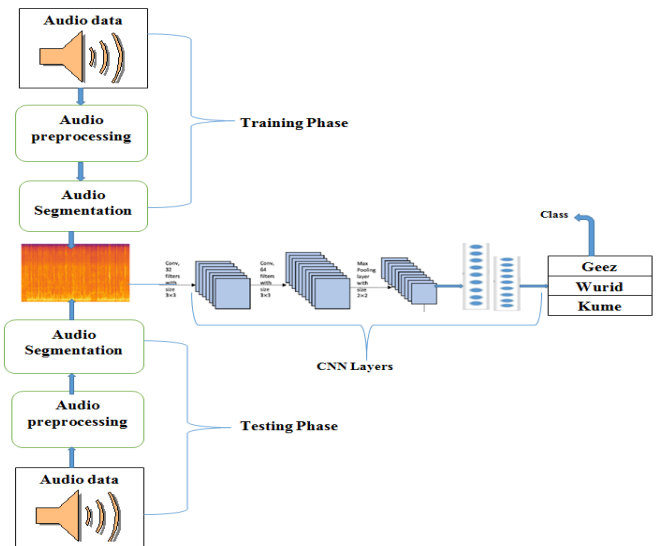 Audio data
Audio
preprocessing
Training Phase
Audio
Segmentation
Conv,
32
filters
with
size
3×3
Conv,
64
filters
with
size
3×3
Max
Pooling
layer
with
size
2×2
Class
Geez
Wurid
Kume
CNN Layers
Audio
Segmentation
Audio
preprocessing
Testing Phase
Audio data